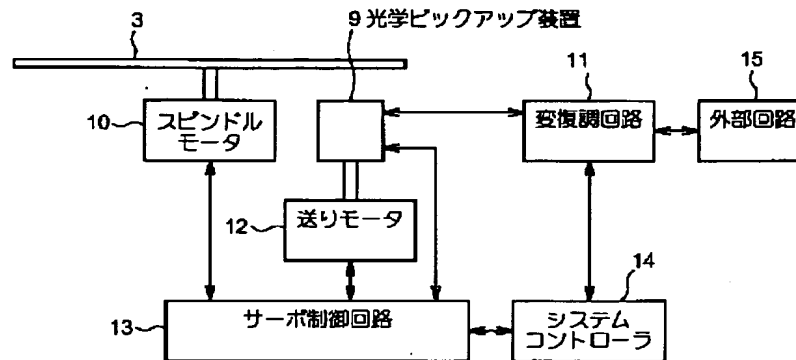 3
9 光学ピックアップ装置
11
15
10
スピンドル
モータ
変復調回路
外部回路
12
送りモータ
14
13
サーボ制御回路
システム
コントローラ